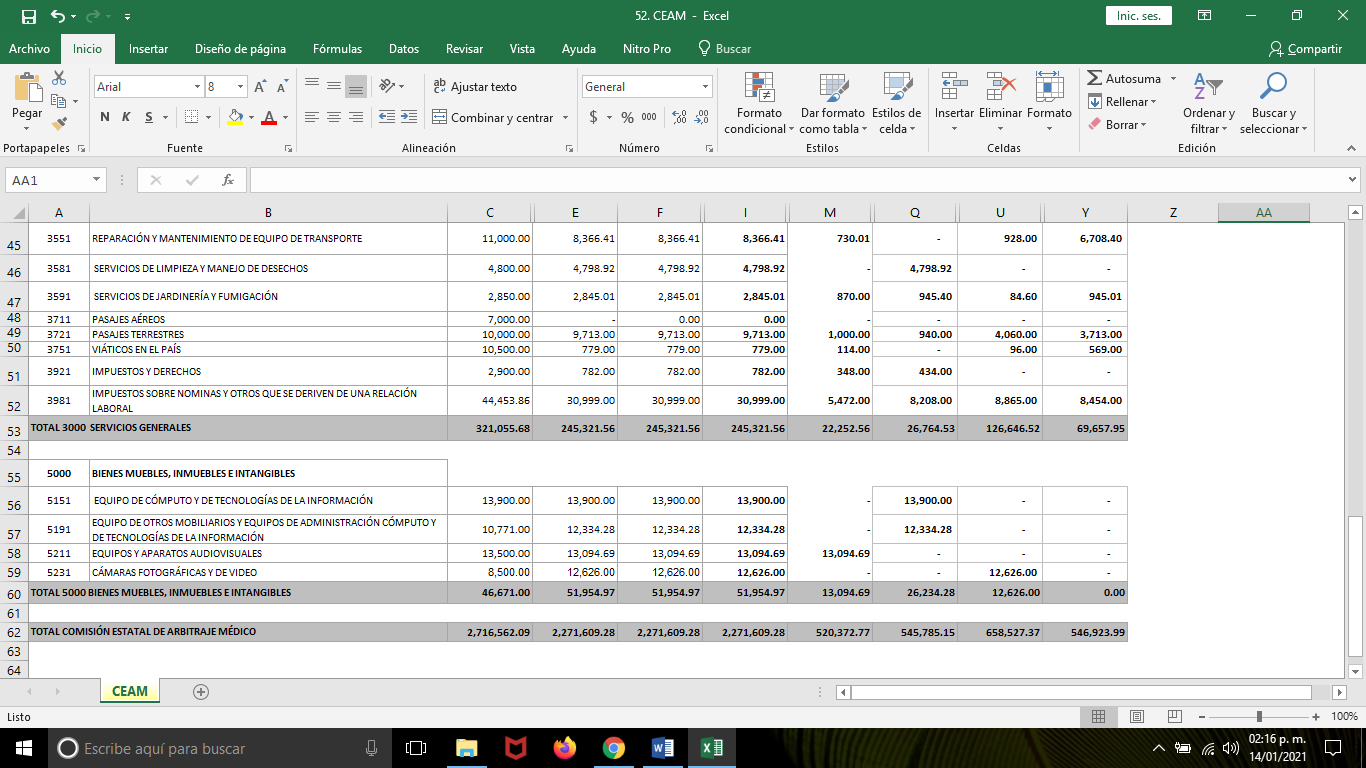 52. CEAM - Excel
Inic. ses.
Archivo Inicio Insertar Diseño de página Fórmulas Datos Revisar Vista Ayuda Nitro Pro Buscar Compartir
Pegar
Arial 8 A A
N K S A
ab Ajustar texto
Combinar y centrar
General
$ % 000
Formato condicional
Dar formato como tabla
Estilos de celda
Insertar Eliminar Formato
Autosuma
Rellenar
Borrar
Ordenar y filtrar
Buscar y seleccionar
Portapapeles Fuente Alineación Número Estilos Celdas Edición
AA1 fx
A B C E F I M Q U Y Z AA
45 3551 REPARACIÓN Y MANTENIMIENTO DE EQUIPO DE TRANSPORTE 11,000.00 8,366.41 8,366.41 8,366.41 730.01 - 928.00 6,708.40
46 3581 SERVICIOS DE LIMPIEZA Y MANEJO DE DESECHOS 4,800.00 4,798.92 4,798.92 4,798.92 - 4,798.92 - -
47 3591 SERVICIOS DE JARDINERÍA Y FUMIGACIÓN 2,850.00 2,845.01 2,845.01 2,845.01 870.00 945.40 84.60 945.01
48 3711 PASAJES AÉREOS 7,000.00 - 0.00 0.00 - - - -
49 3721 PASAJES TERRESTRES 10,000.00 9,713.00 9,713.00 9,713.00 1,000.00 940.00 4,060.00 3,713.00
50 3751 VIÁTICOS EN EL PAÍS 10,500.00 779.00 779.00 779.00 114.00 - 96.00 569.00
51 3921 IMPUESTOS Y DERECHOS 2,900.00 782.00 782.00 782.00 348.00 434.00 - -
52 3981 IMPUESTOS SOBRE NOMINAS Y OTROS QUE SE DERIVEN DE UNA RELACIÓN
LABORAL 44,453.86 30,999.00 30,999.00 30,999.00 5,472.00 8,208.00 8,865.00 8,454.00
53 TOTAL 3000 SERVICIOS GENERALES 321,055.68 245,321.56 245,321.56 245,321.56 22,252.56 26,764.53 126,646.52 69,657.95
54
55 5000 BIENES MUEBLES, INMUEBLES E INTANGIBLES
56 5151 EQUIPO DE CÓMPUTO Y DE TECNOLOGÍAS DE LA INFORMACIÓN 13,900.00 13,900.00 13,900.00 13,900.00 - 13,900.00 - -
57 5191 EQUIPO DE OTROS MOBILIARIOS Y EQUIPOS DE ADMINISTRACIÓN CÓMPUTO Y
DE TECNOLOGÍAS DE LA INFORMACIÓN 10,771.00 12,334.28 12,334.28 12,334.28 - 12,334.28 - -
58 5211 EQUIPOS Y APARATOS AUDIOVISUALES 13,500.00 13,094.69 13,094.69 13,094.69 13,094.69 - - -
59 5231 CÁMARAS FOTOGRÁFICAS Y DE VIDEO 8,500.00 12,626.00 12,626.00 12,626.00 - - 12,626.00 -
60 TOTAL 5000 BIENES MUEBLES, INMUEBLES E INTANGIBLES 46,671.00 51,954.97 51,954.97 51,954.97 13,094.69 26,234.28 12,626.00 0.00
61
62 TOTAL COMISIÓN ESTATAL DE ARBITRAJE MÉDICO 2,716,562.09 2,271,609.28 2,271,609.28 2,271,609.28 520,372.77 545,785.15 658,527.37 546,923.99
63
64
CEAM
Listo 100%
Escribe aquí para buscar
02:16 p. m.
14/01/2021